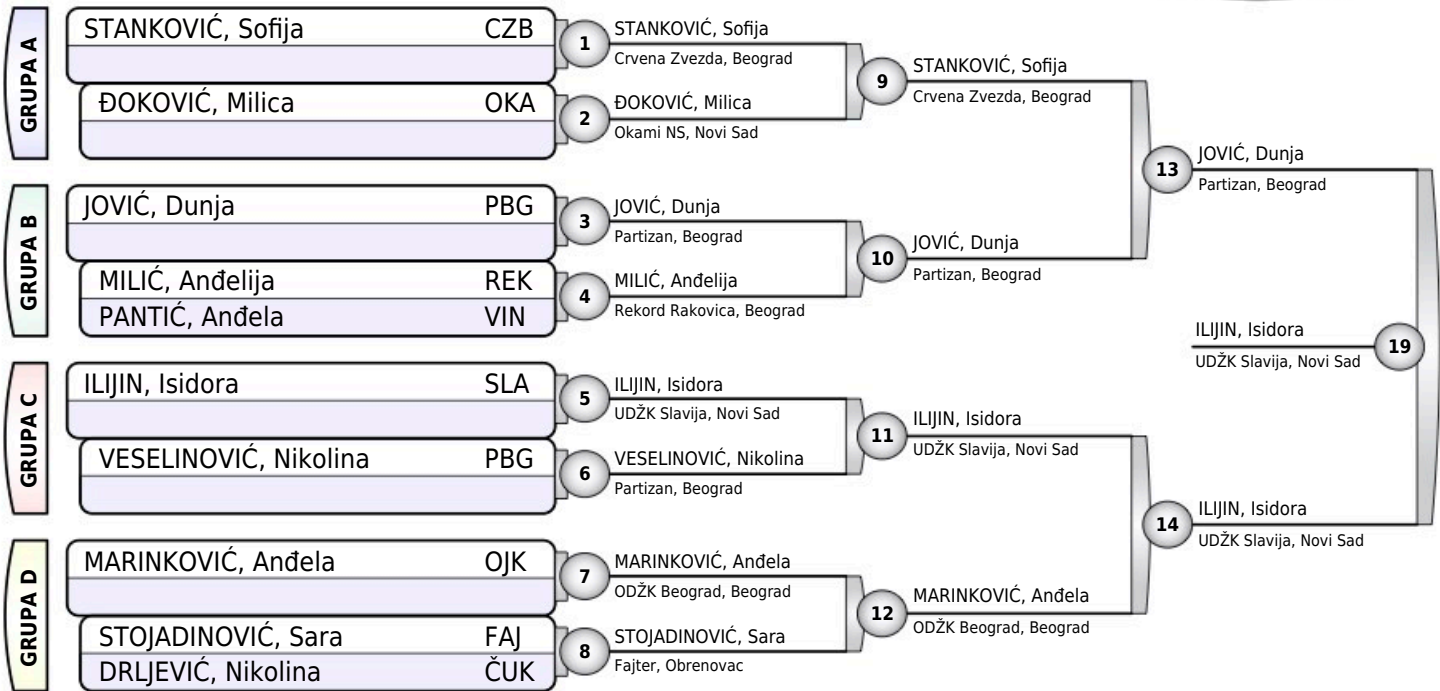 GRUPA A
STANKOVIĆ, Sofija CZB
ĐOKOVIĆ, Milica OKA
GRUPA B
JOVIĆ, Dunja PBG
MILIĆ, Anđelija REK
PANTIĆ, Anđela VIN
GRUPA C
ILIJIN, Isidora SLA
VESELINOVIĆ, Nikolina PBG
GRUPA D
MARINKOVIĆ, Anđela OJK
STOJADINOVIĆ, Sara FAJ
DRLJEVIĆ, Nikolina ČUK
1
STANKOVIĆ, Sofija
Crvena Zvezda, Beograd
2
ĐOKOVIĆ, Milica
Okami NS, Novi Sad
3
JOVIĆ, Dunja
Partizan, Beograd
4
MILIĆ, Anđelija
Rekord Rakovica, Beograd
5
ILIJIN, Isidora
UDŽK Slavija, Novi Sad
6
VESELINOVIĆ, Nikolina
Partizan, Beograd
7
MARINKOVIĆ, Anđela
ODŽK Beograd, Beograd
8
STOJADINOVIĆ, Sara
Fajter, Obrenovac
9
STANKOVIĆ, Sofija
Crvena Zvezda, Beograd
10
JOVIĆ, Dunja
Partizan, Beograd
11
ILIJIN, Isidora
UDŽK Slavija, Novi Sad
12
MARINKOVIĆ, Anđela
ODŽK Beograd, Beograd
13
JOVIĆ, Dunja
Partizan, Beograd
14
ILIJIN, Isidora
UDŽK Slavija, Novi Sad
ILIJIN, Isidora
UDŽK Slavija, Novi Sad
19